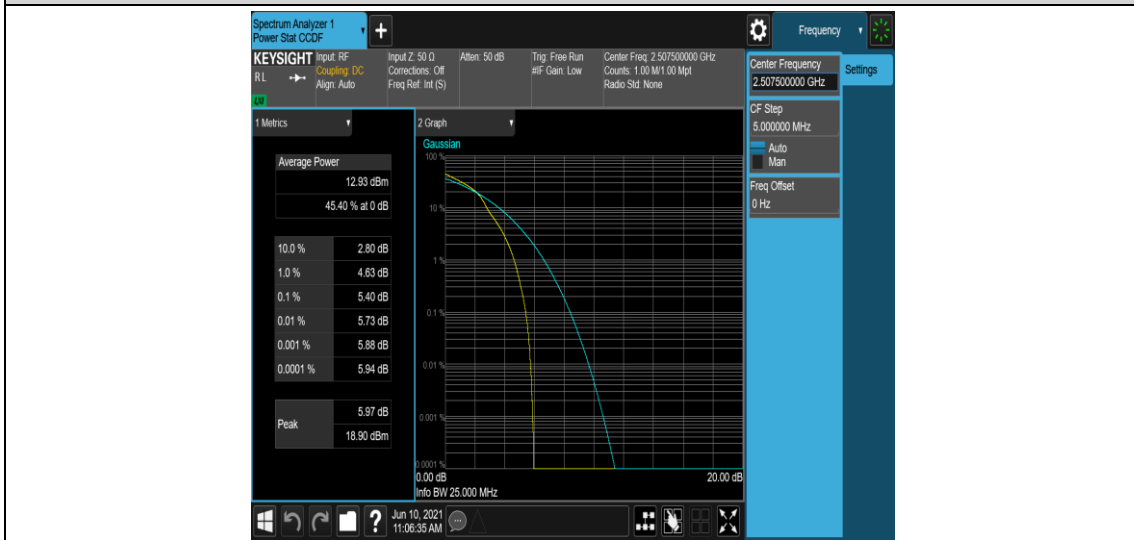 Spectrum Analyzer 1
Power Stat CCDF
+
Frequency
KEYSIGHT
RL
LXI
Input: RF
Coupling: DC
Align: Auto
Input Z: 50 Ω
Corrections: Off
Freq Ref: Int (S)
Atten: 50 dB
Trig: Free Run
#IF Gain: Low
Center Freq: 2.507500000 GHz
Counts: 1.00 M/1.00 Mpt
Radio Std: None
Center Frequency
2.507500000 GHz
Settings
CF Step
5.000000 MHz
Auto
Man
Freq Offset
0 Hz
1 Metrics
Average Power
12.93 dBm
45.40 % at 0 dB
10.0 % 2.80 dB
1.0 % 4.63 dB
0.1 % 5.40 dB
0.01 % 5.73 dB
0.001 % 5.88 dB
0.0001 % 5.94 dB
Peak
5.97 dB
18.90 dBm
2 Graph
Gaussian
100 %
10 %
1 %
0.1 %
0.01 %
0.001 %
0.0001 %
0.00 dB 20.00 dB
Info BW 25.000 MHz
?
Jun 10, 2021
11:06:35 AM